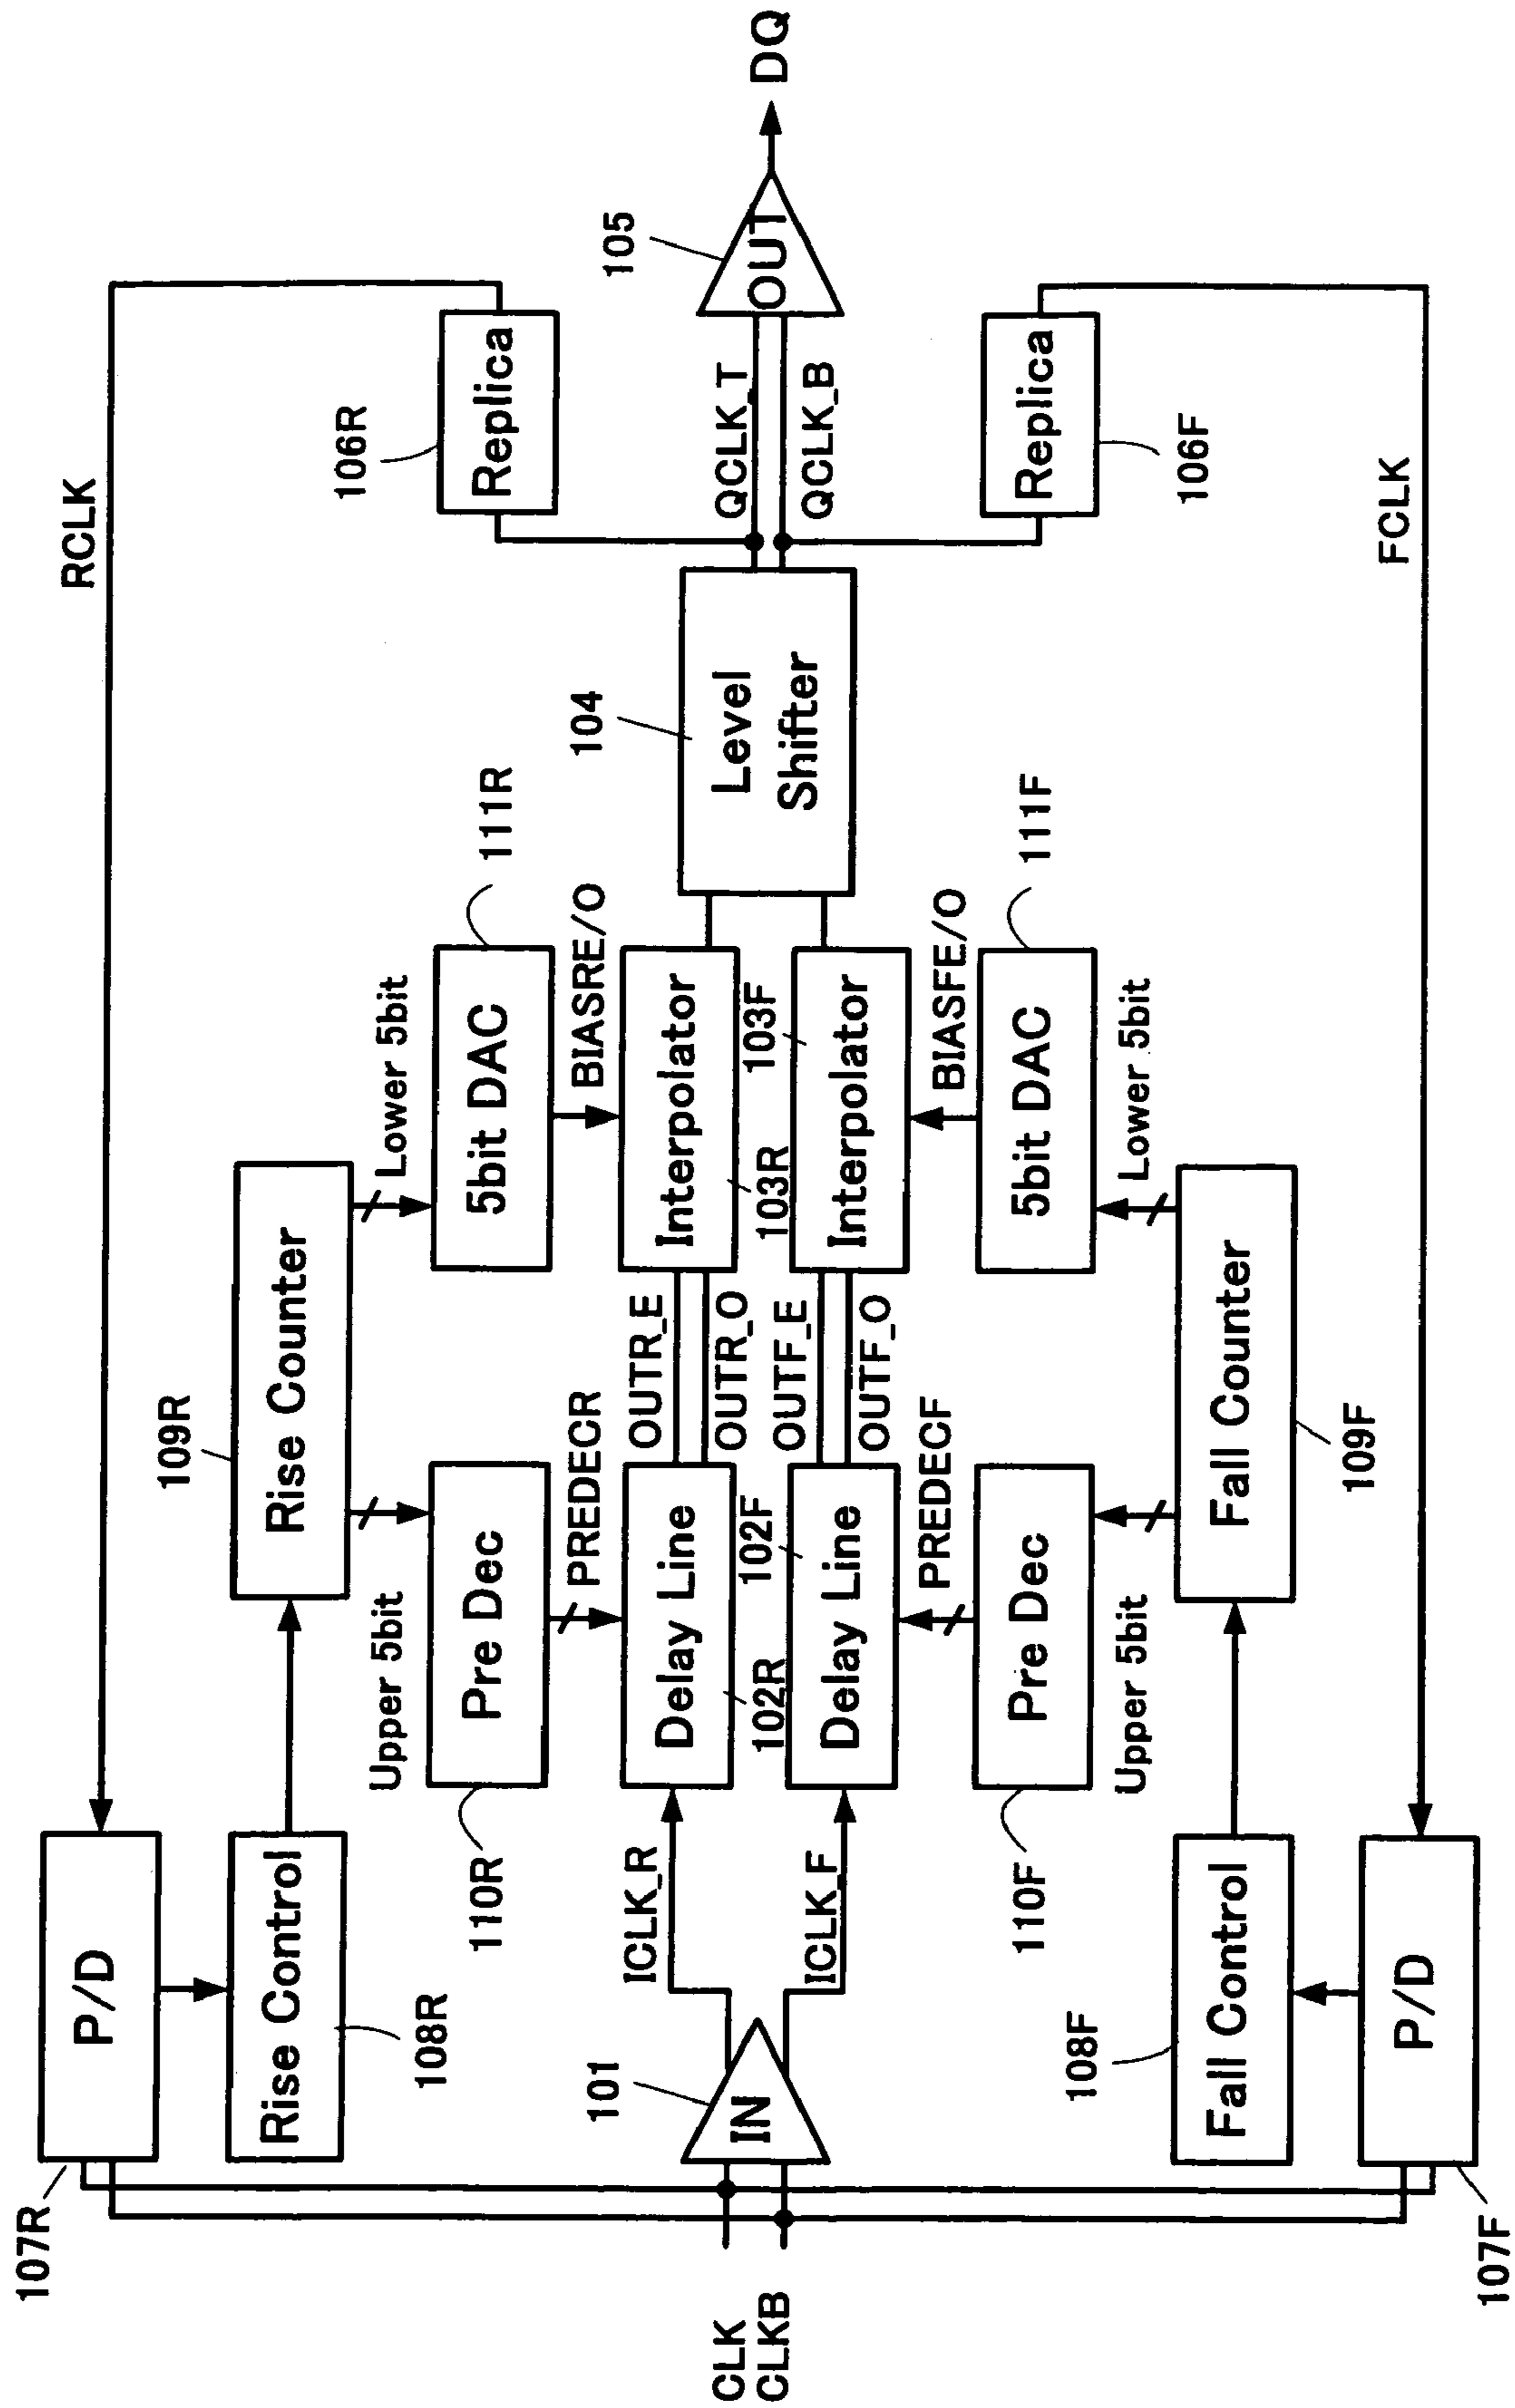 RCLK
107R
P/D
Rise Control
108R
109R
Rise Counter
Upper 5bit
Lower 5bit
110R
Pre Dec
PREDECR
5bit DAC
111R
BIASRE/O
106R
Replica
CLK
CLKB
101
IN
ICLK_R
ICLK_F
Delay Line
102R
102F
Delay Line
OUTR_E
OUTR_O
OUTF_E
OUTF_O
Interpolator
103R
103F
Interpolator
104
Level
Shifter
QCLK_T
QCLK_B
105
OUT
DQ
110F
Pre Dec
PREDECF
5bit DAC
111F
BIASFE/O
106F
Replica
Upper 5bit
Lower 5bit
108F
Fall Control
Fall Counter
109F
107F
P/D
FCLK